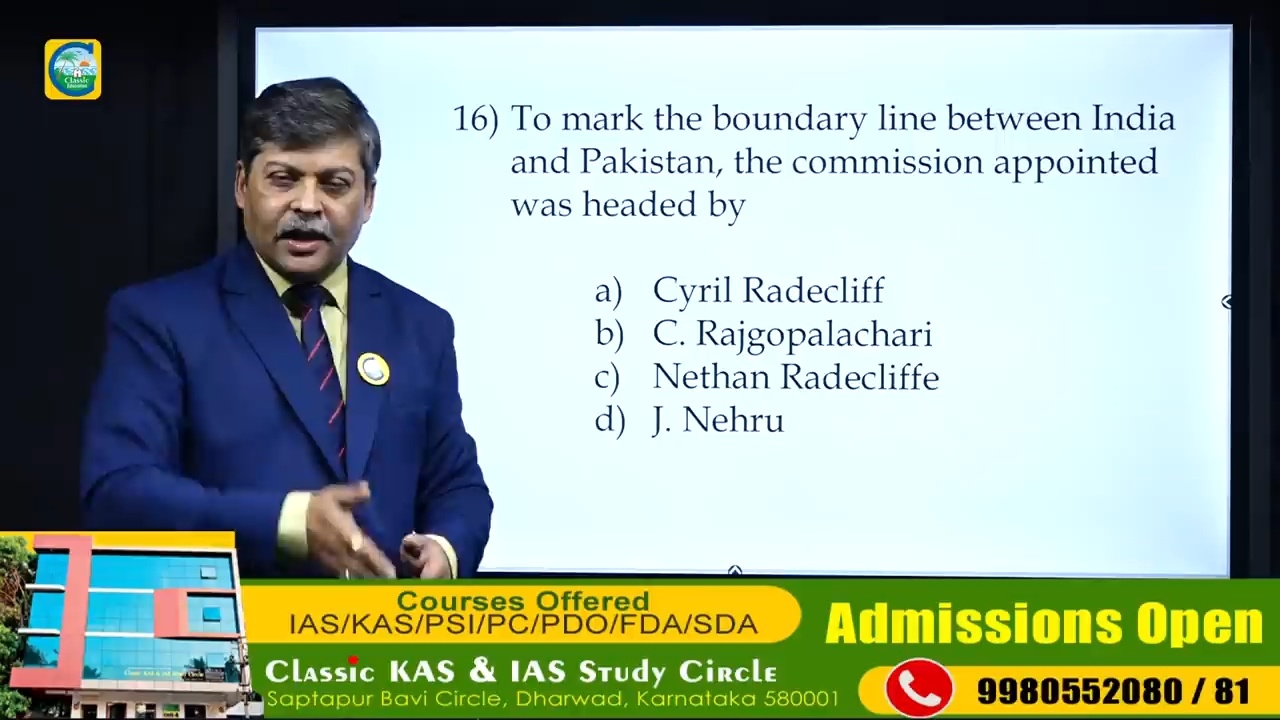 Classic
Education
16) To mark the boundary line between India
and Pakistan, the commission appointed
was headed by
a) Cyril Radecliff
b) C. Rajgopalachari
c) Nethan Radecliffe
d) J. Nehru
Courses Offered
IAS/KAS/PSI/PC/PDO/FDA/SDA
Admissions Open
Classic KAS & IAS Study Circle
Saptapur Bavi Circle, Dharwad, Karnataka 580001
9980552080 / 81